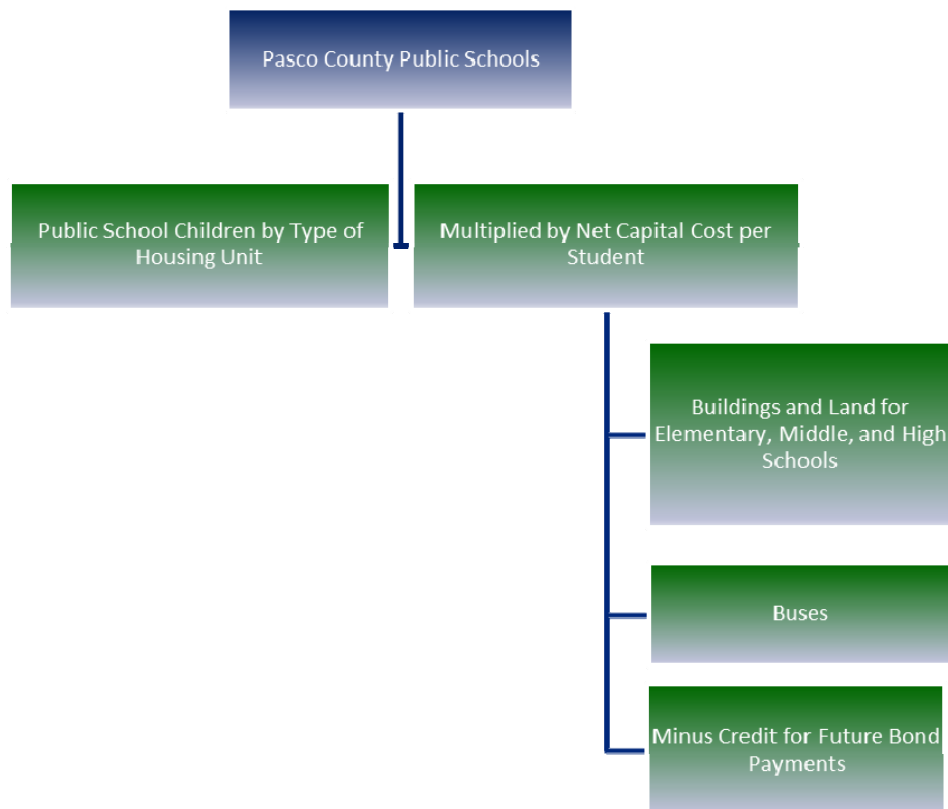 Pasco County Public Schools
Public School Children by Type of
Housing Unit
Multiplied by Net Capital Cost per
Student
Buildings and Land for
Elementary, Middle, and High
Schools
Buses
Minus Credit for Future Bond
Payments